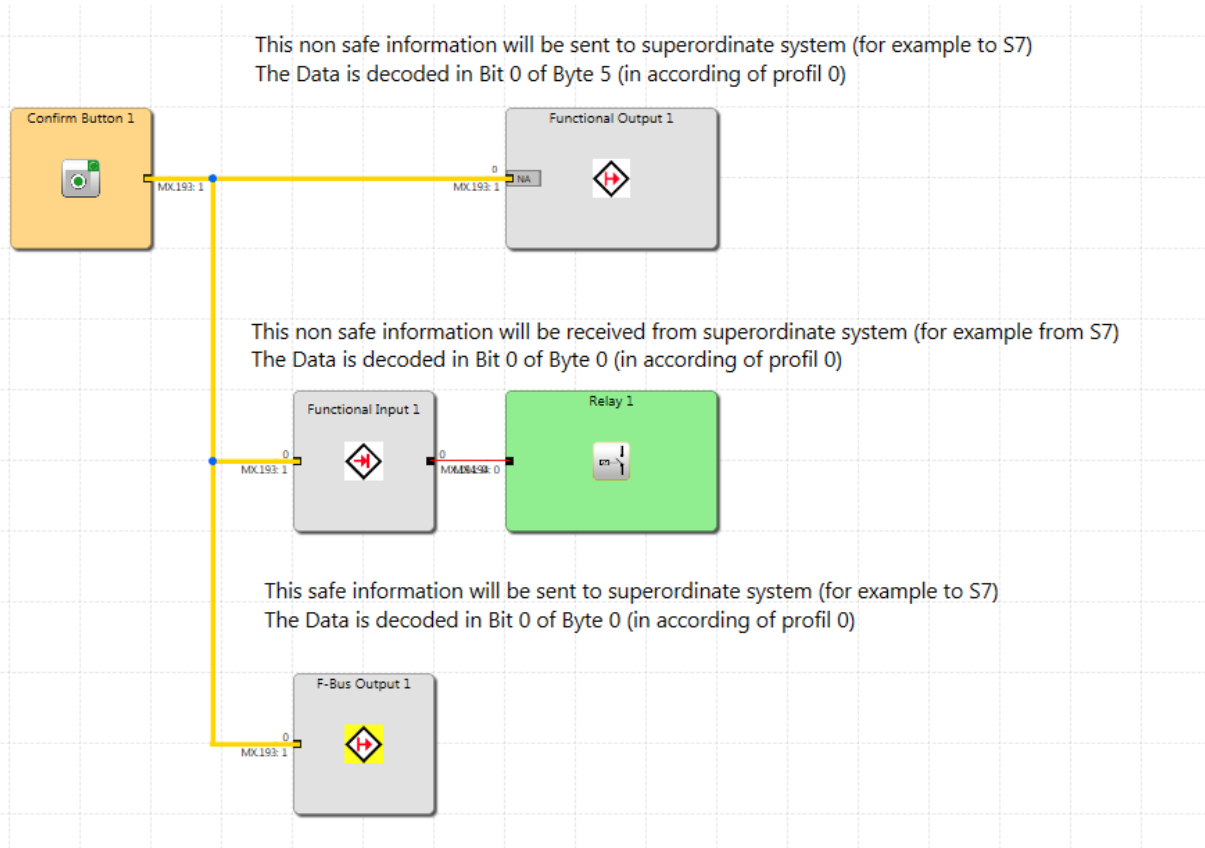 This non safe information will be sent to superordinate system (for example to S7)
The Data is decoded in Bit 0 of Byte 5 (in according of profil 0)
Confirm Button 1
Functional Output 1
MX.193: 1
0
MX.193: 1
NA
This non safe information will be received from superordinate system (for example from S7)
The Data is decoded in Bit 0 of Byte 0 (in according of profil 0)
Functional Input 1
Relay 1
0
MX.193: 1
0
This safe information will be sent to superordinate system (for example to S7)
The Data is decoded in Bit 0 of Byte 0 (in according of profil 0)
F-Bus Output 1
0
MX.193: 1